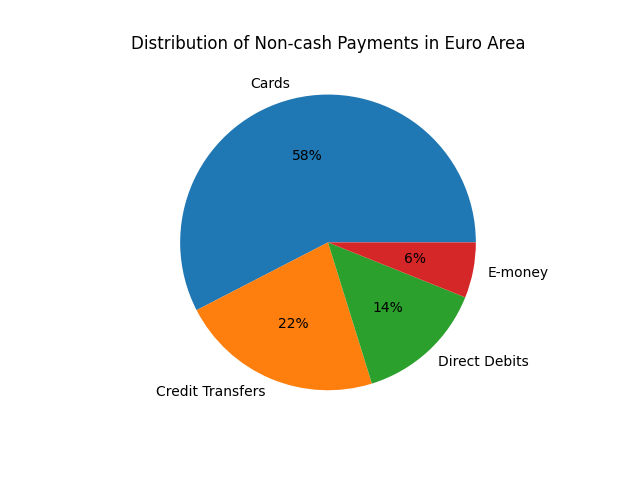 Distribution of Non-cash Payments in Euro Area
Cards
58%
6%
E-money
14%
22%
Direct Debits
Credit Transfers